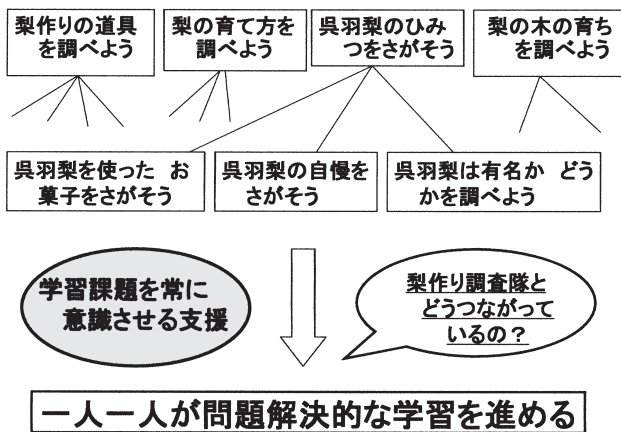 梨作りの道具
を調べよう
梨の育て方を
調べよう
呉羽梨のひみ
つをさがそう
梨の木の育ち
を調べよう
呉羽梨を使った お
菓子をさがそう
呉羽梨の自慢を
さがそう
呉羽梨は有名か どう
かを調べよう
学習課題を常に
意識させる支援
梨作り調査隊と
どうつながって
いるの？
一人一人が問題解決的な学習を進める